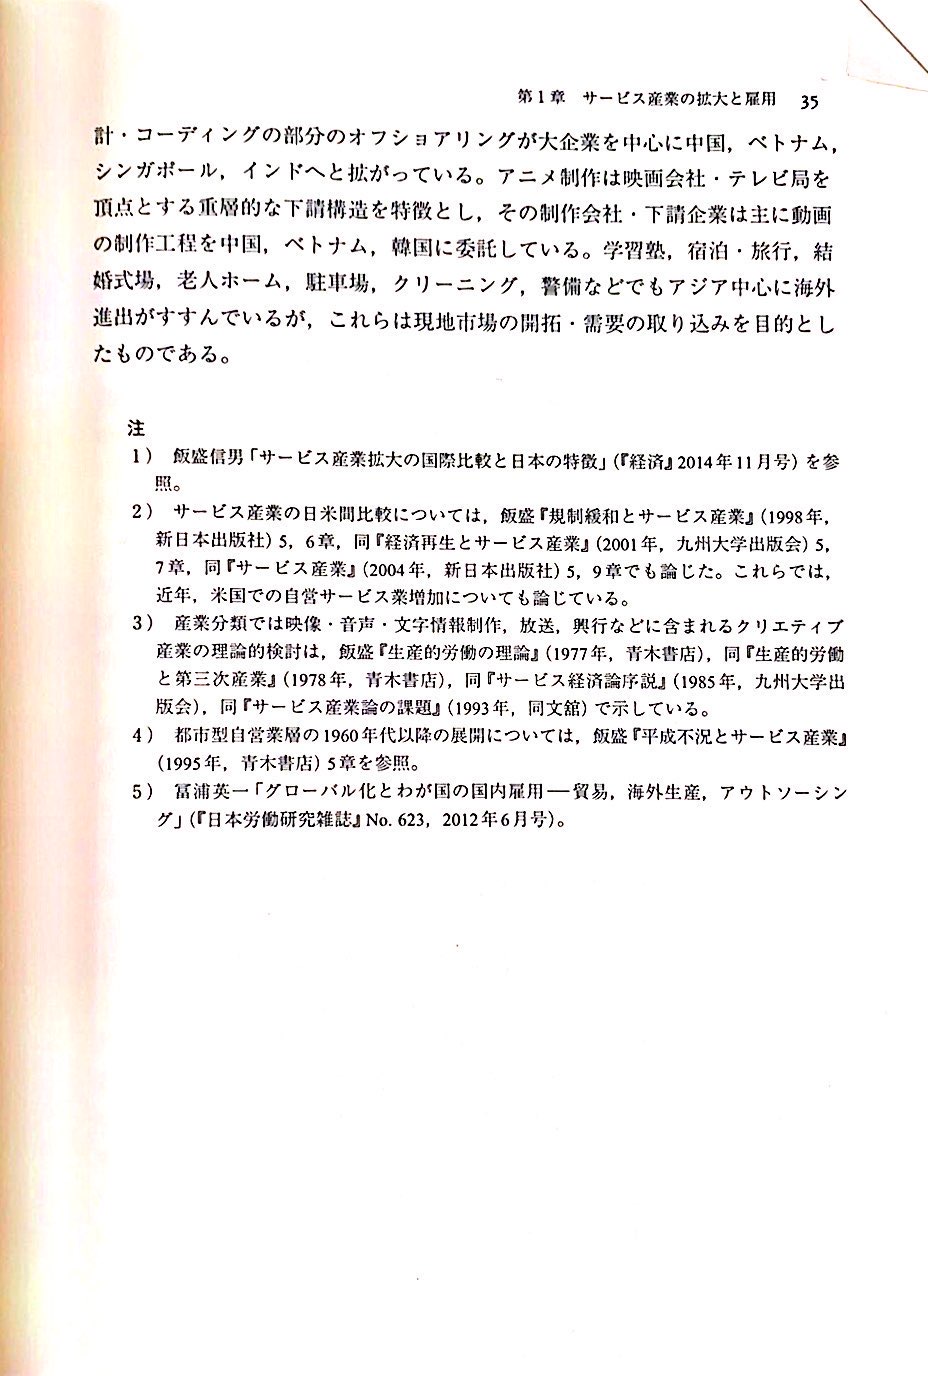 第1章　サービス産業の拡大と雇用　35
計・コーディングの部分のオフショアリングが大企業を中心に中国，ベトナム，
シンガポール，インドへと拡がっている。アニメ制作は映画会社・テレビ局を
頂点とする重層的な下請構造を特徴とし，その制作会社・下請企業は主に動画
の制作工程を中国，ベトナム，韓国に委託している。学習塾，宿泊・旅行，結
婚式場，老人ホーム，駐車場，クリーニング，警備などでもアジア中心に海外
進出がすすんでいるが，これらは現地市場の開拓・需要の取り込みを目的とし
たものである。
注
1）　飯盛信男「サービス産業拡大の国際比較と日本の特徴」（『経済』2014年11月号）を参
照。
2）　サービス産業の日米間比較については，飯盛『規制緩和とサービス産業』（1998年，
新日本出版社）5，6章，同『経済再生とサービス産業』（2001年，九州大学出版会）5，
7章，同『サービス産業』（2004年，新日本出版社）5，9章でも論じた。これらでは，
近年，米国での自営サービス業増加についても論じている。
3）　産業分類では映像・音声・文字情報制作，放送，興行などに含まれるクリエティブ
産業の理論的検討は，飯盛『生産的労働の理論』（1977年，青木書店），同『生産的労働
と第三次産業』（1978年，青木書店），同『サービス経済論序説』（1985年，九州大学出
版会），同『サービス産業論の課題』（1993年，同文舘）で示している。
4）　都市型自営業層の1960年代以降の展開については，飯盛『平成不況とサービス産業』
（1995年，青木書店）5章を参照。
5）　冨浦英一「グローバル化とわが国の国内雇用―貿易，海外生産，アウトソーシン
グ」（『日本労働研究雑誌』No. 623，2012年6月号）。